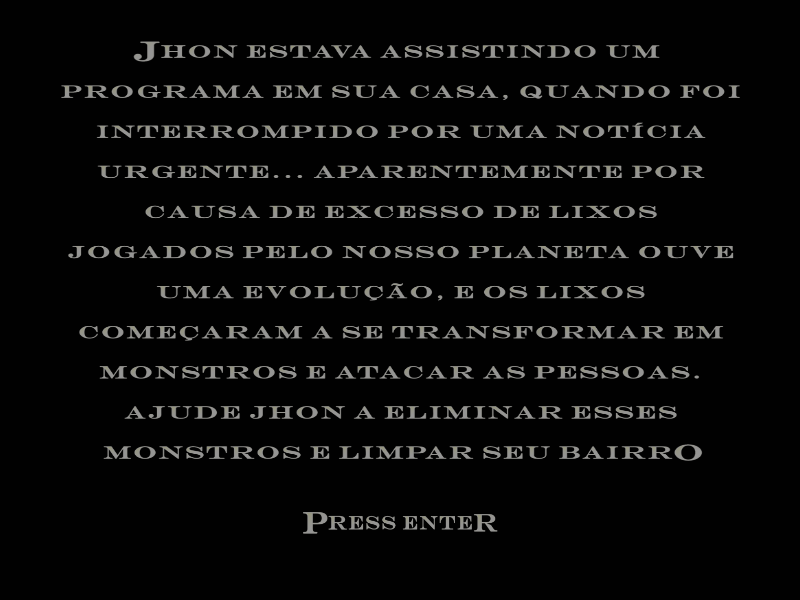 Jhon estava assistindo um
programa em sua casa, quando foi
interrompido por uma notícia
urgente... aparentemente por
causa de excesso de lixos
jogados pelo nosso planeta ouve
uma evolução, e os lixos
começaram a se transformar em
monstros e atacar as pessoas.
ajude jhon a eliminar esses
monstros e limpar seu bairrO
Press enteR